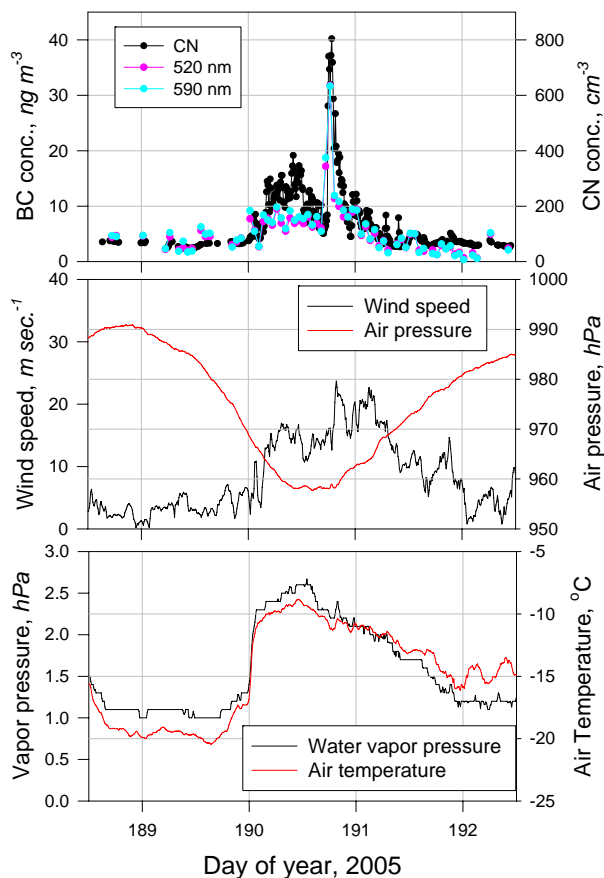 BC conc., ng m-3
40
30
20
10
0
CN
520 nm
590 nm
800
600
400
200
0
CN conc., cm-3
Wind speed, m sec.-1
40
30
20
10
0
Wind speed
Air pressure
1000
990
980
970
960
950
Air pressure, hPa
Vapor pressure, hPa
3.0
2.5
2.0
1.5
1.0
0.5
0.0
Water vapor pressure
Air temperature
-5
-10
-15
-20
-25
Air Temperature, oC
189 190 191 192
Day of year, 2005